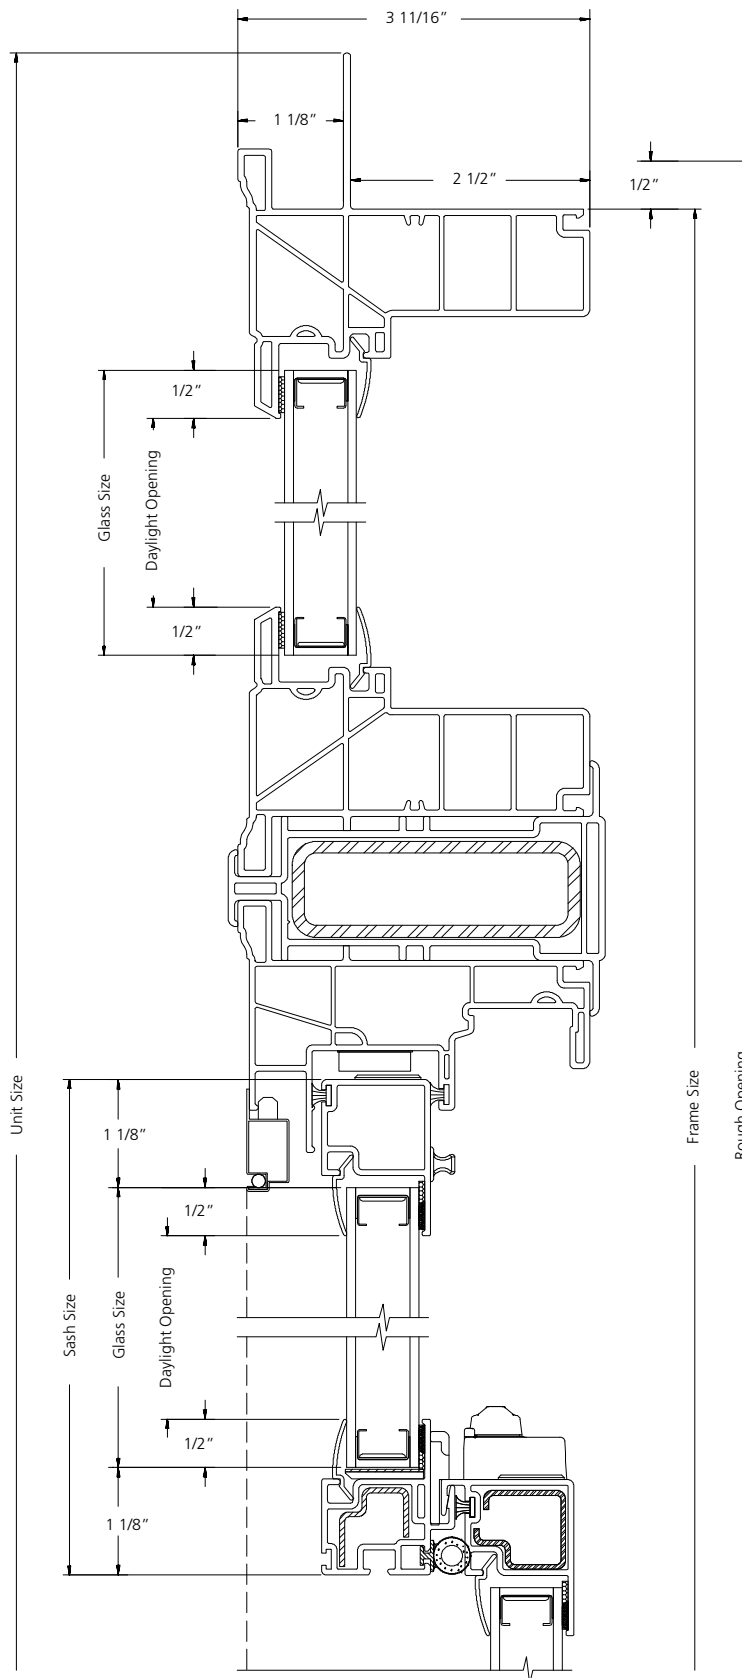 3 11/16”
1 1/8”
2 1/2”
1/2”
1/2”
Glass Size
Daylight Opening
1/2”
Unit Size
Frame Size
Rough Opening
1 1/8”
1/2”
Sash Size
Glass Size
Daylight Opening
1/2”
1 1/8”